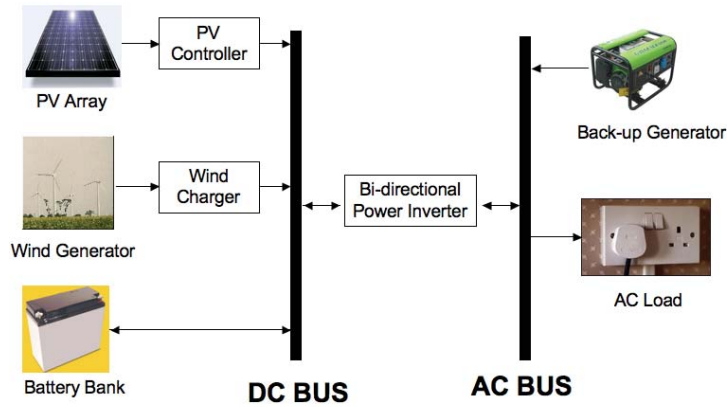 PV
Controller
PV Array
Back-up Generator
Wind
Charger
Bi-directional
Power Inverter
Wind Generator
AC Load
Battery Bank
DC BUS
AC BUS